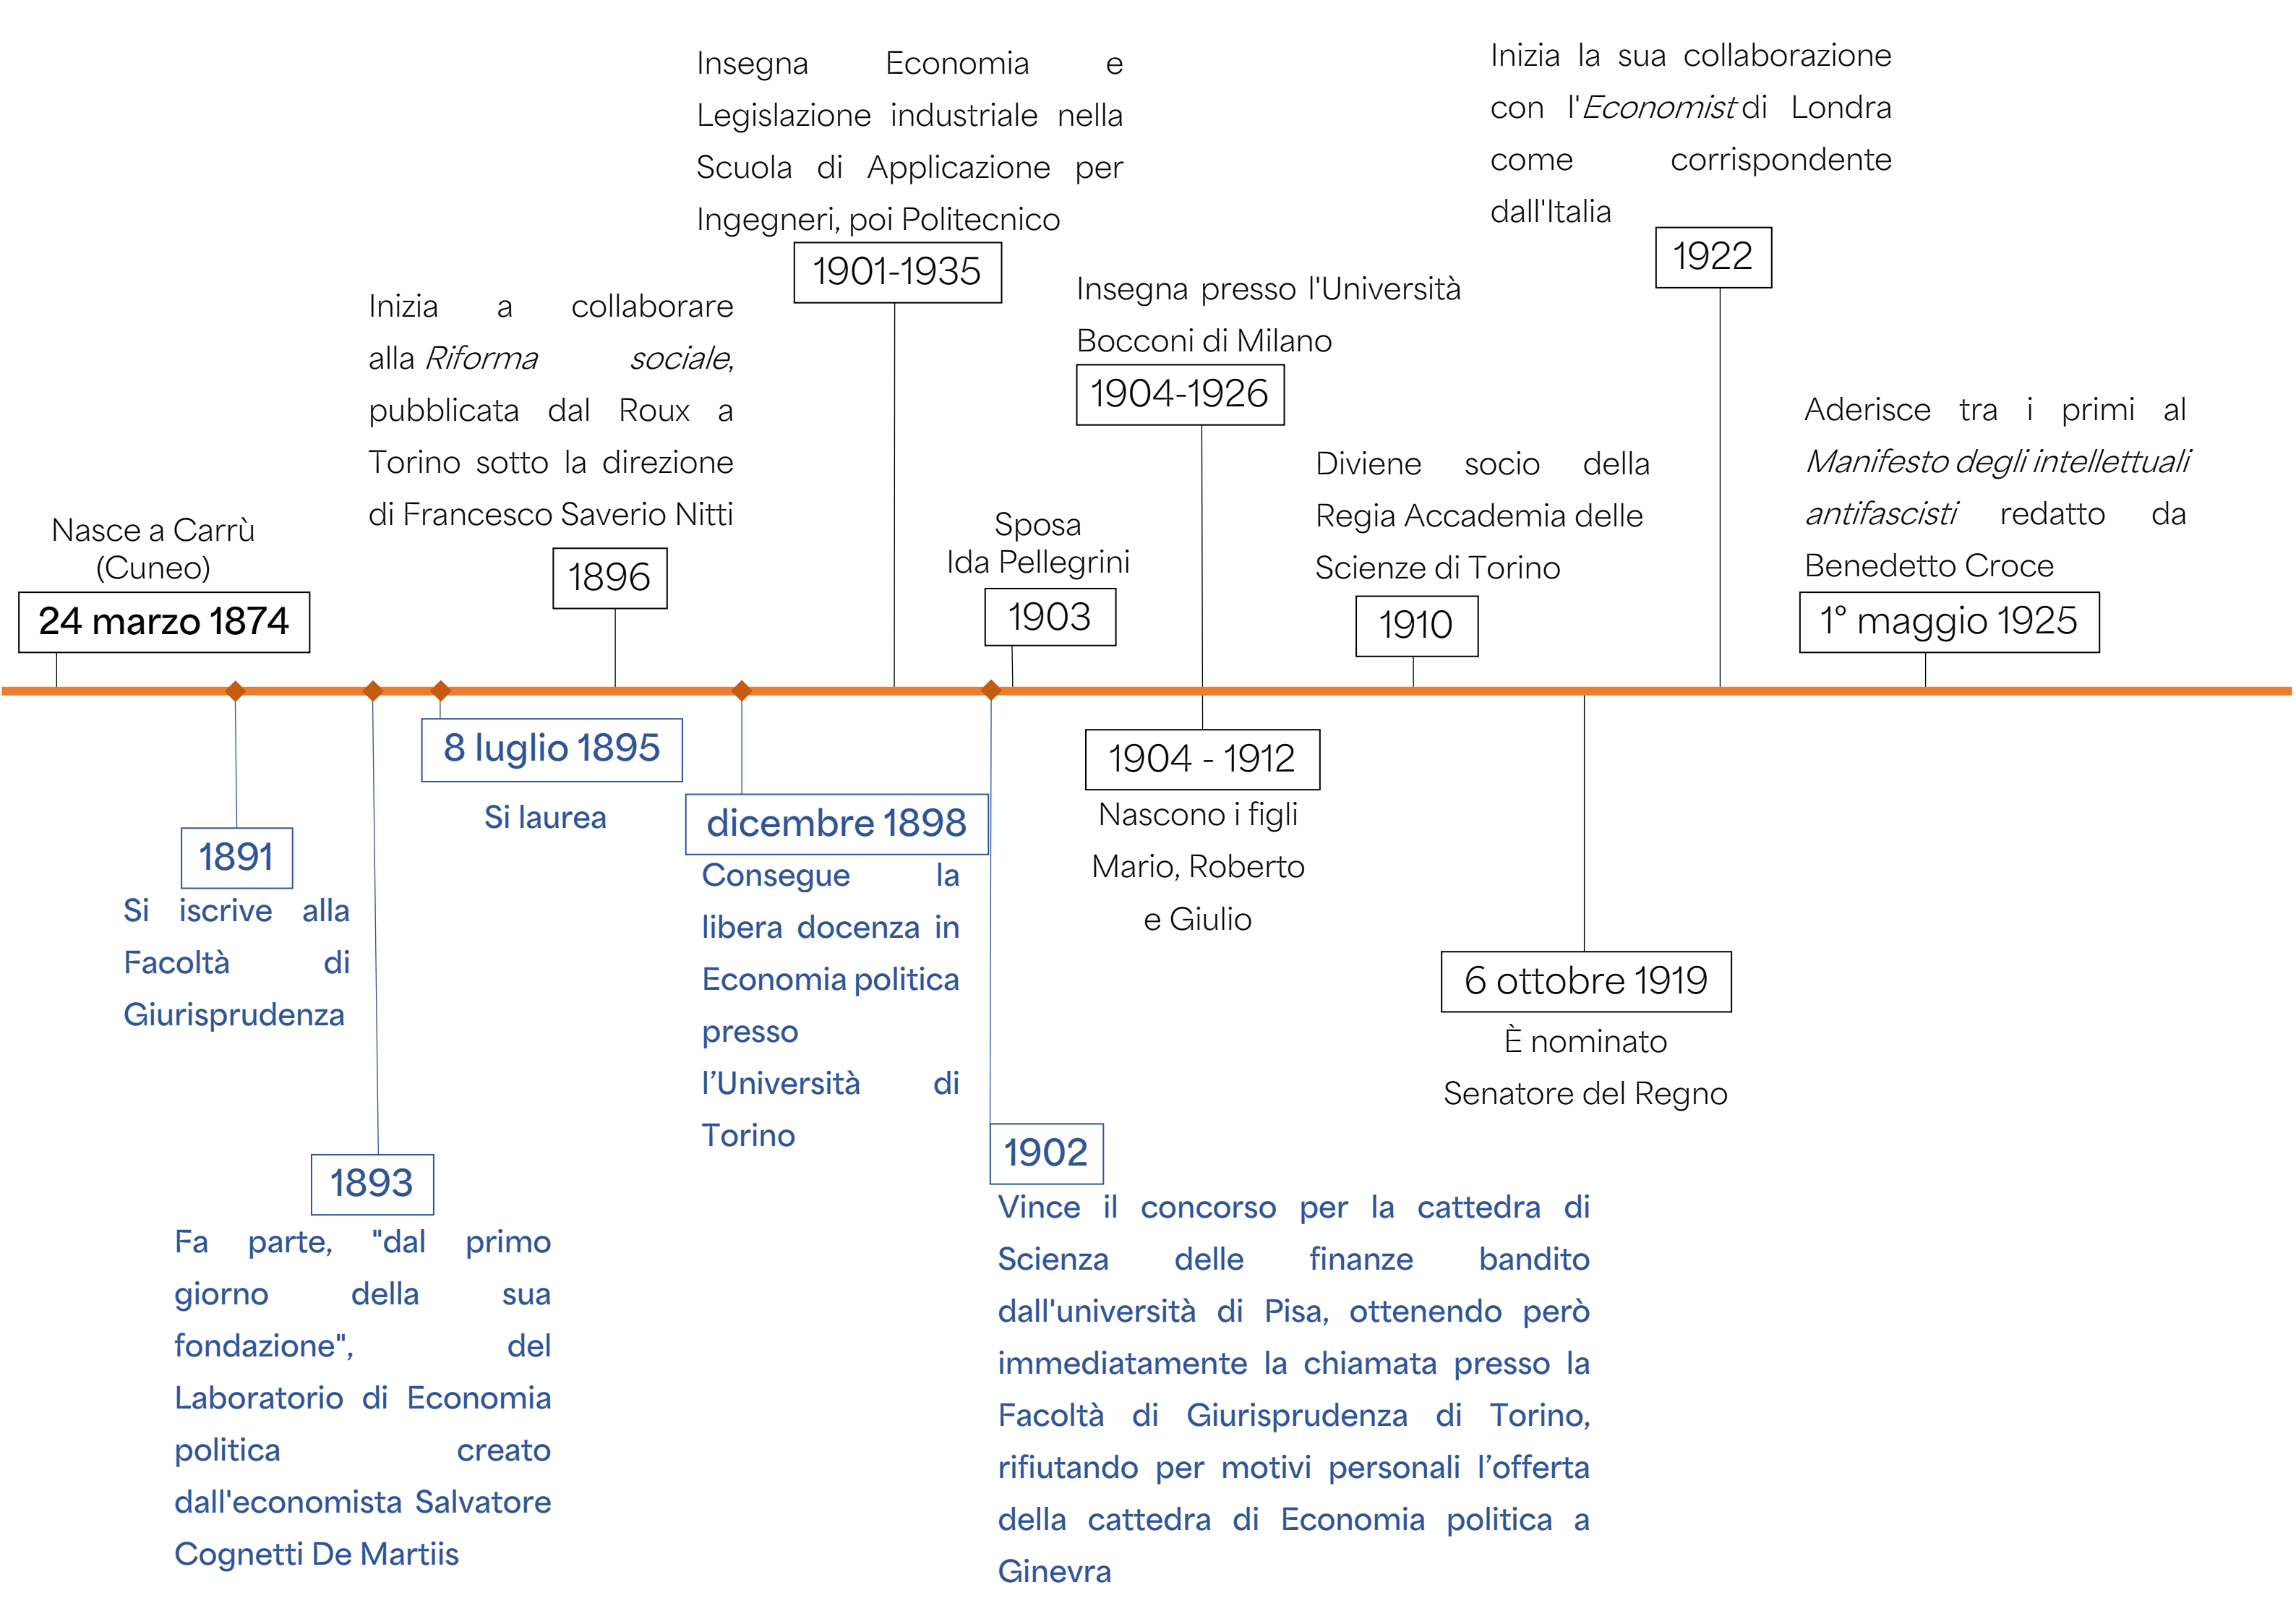 Nasce a Carrù
(Cuneo)
24 marzo 1874
1891
Si iscrive alla
Facoltà di
Giurisprudenza
1893
Fa parte, "dal primo
giorno della sua
fondazione", del
Laboratorio di Economia
politica creato
dall'economista Salvatore
Cognetti De Martiis
8 luglio 1895
Si laurea
Inizia a collaborare
alla Riforma sociale,
pubblicata dal Roux a
Torino sotto la direzione
di Francesco Saverio Nitti
1896
dicembre 1898
Consegue la
libera docenza in
Economia politica
presso
l’Università di
Torino
Insegna Economia e
Legislazione industriale nella
Scuola di Applicazione per
Ingegneri, poi Politecnico
1901-1935
1902
Vince il concorso per la cattedra di
Scienza delle finanze bandito
dall'università di Pisa, ottenendo però
immediatamente la chiamata presso la
Facoltà di Giurisprudenza di Torino,
rifiutando per motivi personali l’offerta
della cattedra di Economia politica a
Ginevra
Sposa
Ida Pellegrini
1903
Insegna presso l'Università
Bocconi di Milano
1904-1926
1904 - 1912
Nascono i figli
Mario, Roberto
e Giulio
Diviene socio della
Regia Accademia delle
Scienze di Torino
1910
6 ottobre 1919
È nominato
Senatore del Regno
Inizia la sua collaborazione
con l'Economist di Londra
come corrispondente
dall'Italia
1922
Aderisce tra i primi al
Manifesto degli intellettuali
antifascisti redatto da
Benedetto Croce
1° maggio 1925